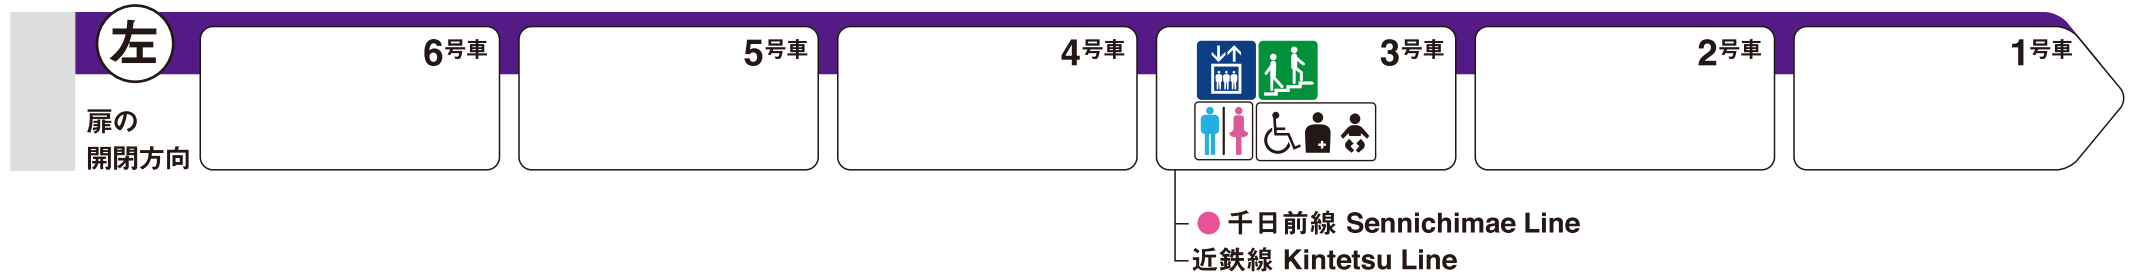 左
扉の
開閉方向
6号車
5号車
4号車
3号車
2号車
1号車
千日前線 Sennichimae Line
近鉄線 Kintetsu Line